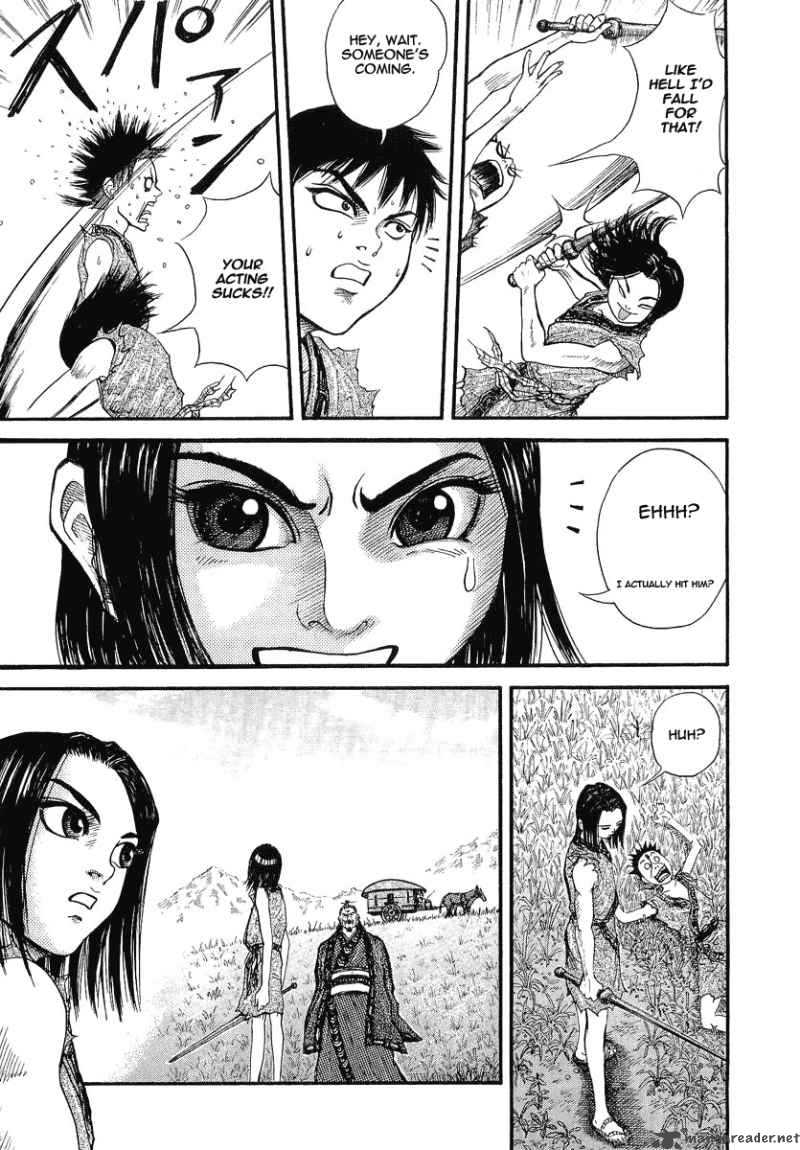 LIKE
HELL I'D
FALL
FOR
THAT!
HEY, WAIT.
SOMEONE'S
COMING.
スパァン
YOUR
ACTING
SUCKS!!
EHHH?
I ACTUALLY HIT HIM?
HUH?
mangareader.net